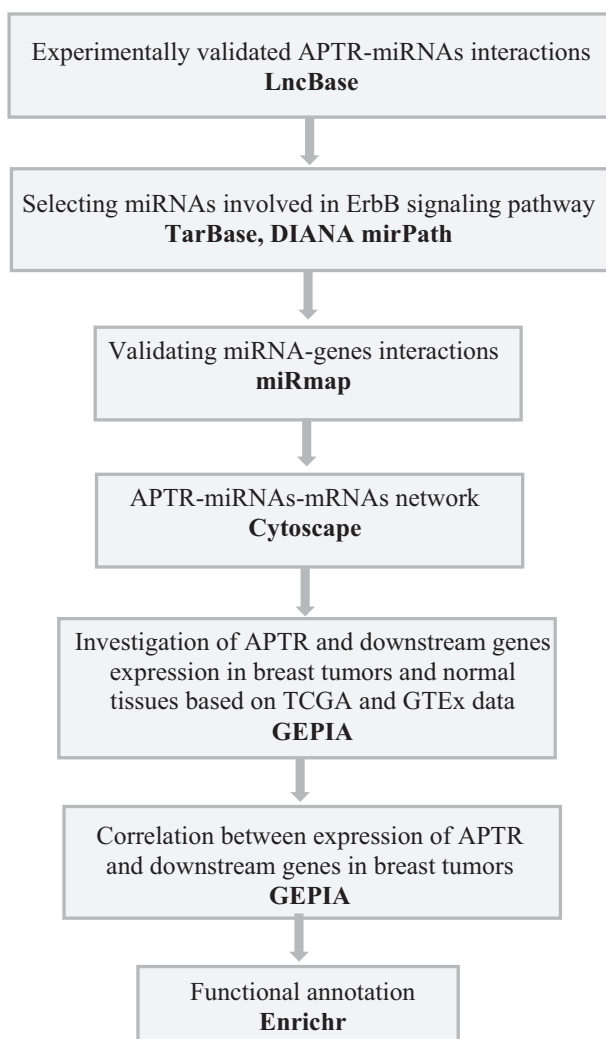 Experimentally validated APTR-miRNAs interactions
LncBase
Selecting miRNAs involved in ErbB signaling pathway
TarBase, DIANA mirPath
Validating miRNA-genes interactions
miRmap
APTR-miRNAs-mRNAs network
Cytoscape
Investigation of APTR and downstream genes
expression in breast tumors and normal
tissues based on TCGA and GTEx data
GEPIA
Correlation between expression of APTR
and downstream genes in breast tumors
GEPIA
Functional annotation
Enrichr